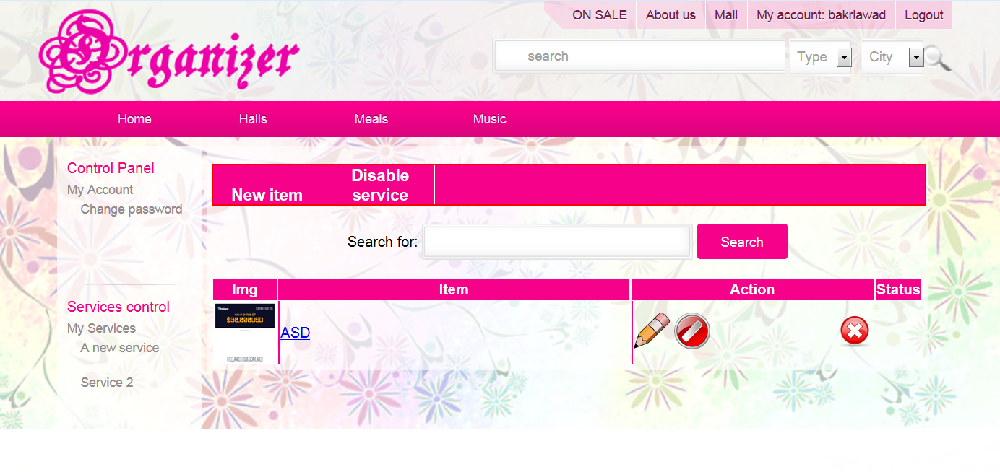 ON SALE
About us
Mail
My account: bakriawad
Logout
Organizer
search
Type
City
Home
Halls
Meals
Music
Control Panel
My Account
Change password
Services control
My Services
A new service
Service 2
New item
Disable
service
Search for:
Search
Img
Item
Action
Status
$30,000USD
FREELANCER.COM/SCAVENGER
ASD